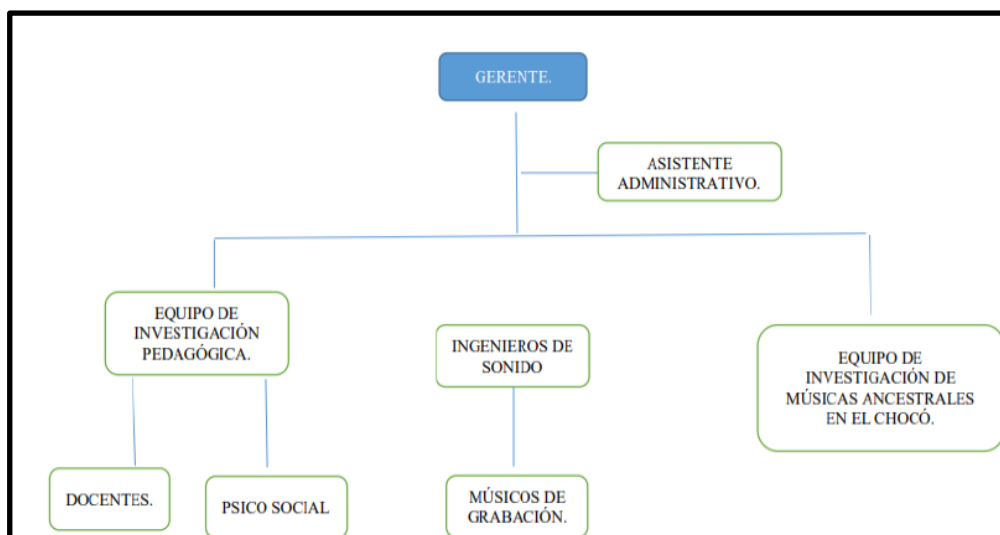 GERENTE.
ASISTENTE
ADMINISTRATIVO.
EQUIPO DE
INVESTIGACIÓN
PEDAGÓGICA.
INGENIEROS DE
SONIDO
EQUIPO DE
INVESTIGACIÓN DE
MÚSICAS ANCESTRALES
EN EL CHOCÓ.
DOCENTES.
PSICO SOCIAL
MÚSICOS DE
GRABACIÓN.